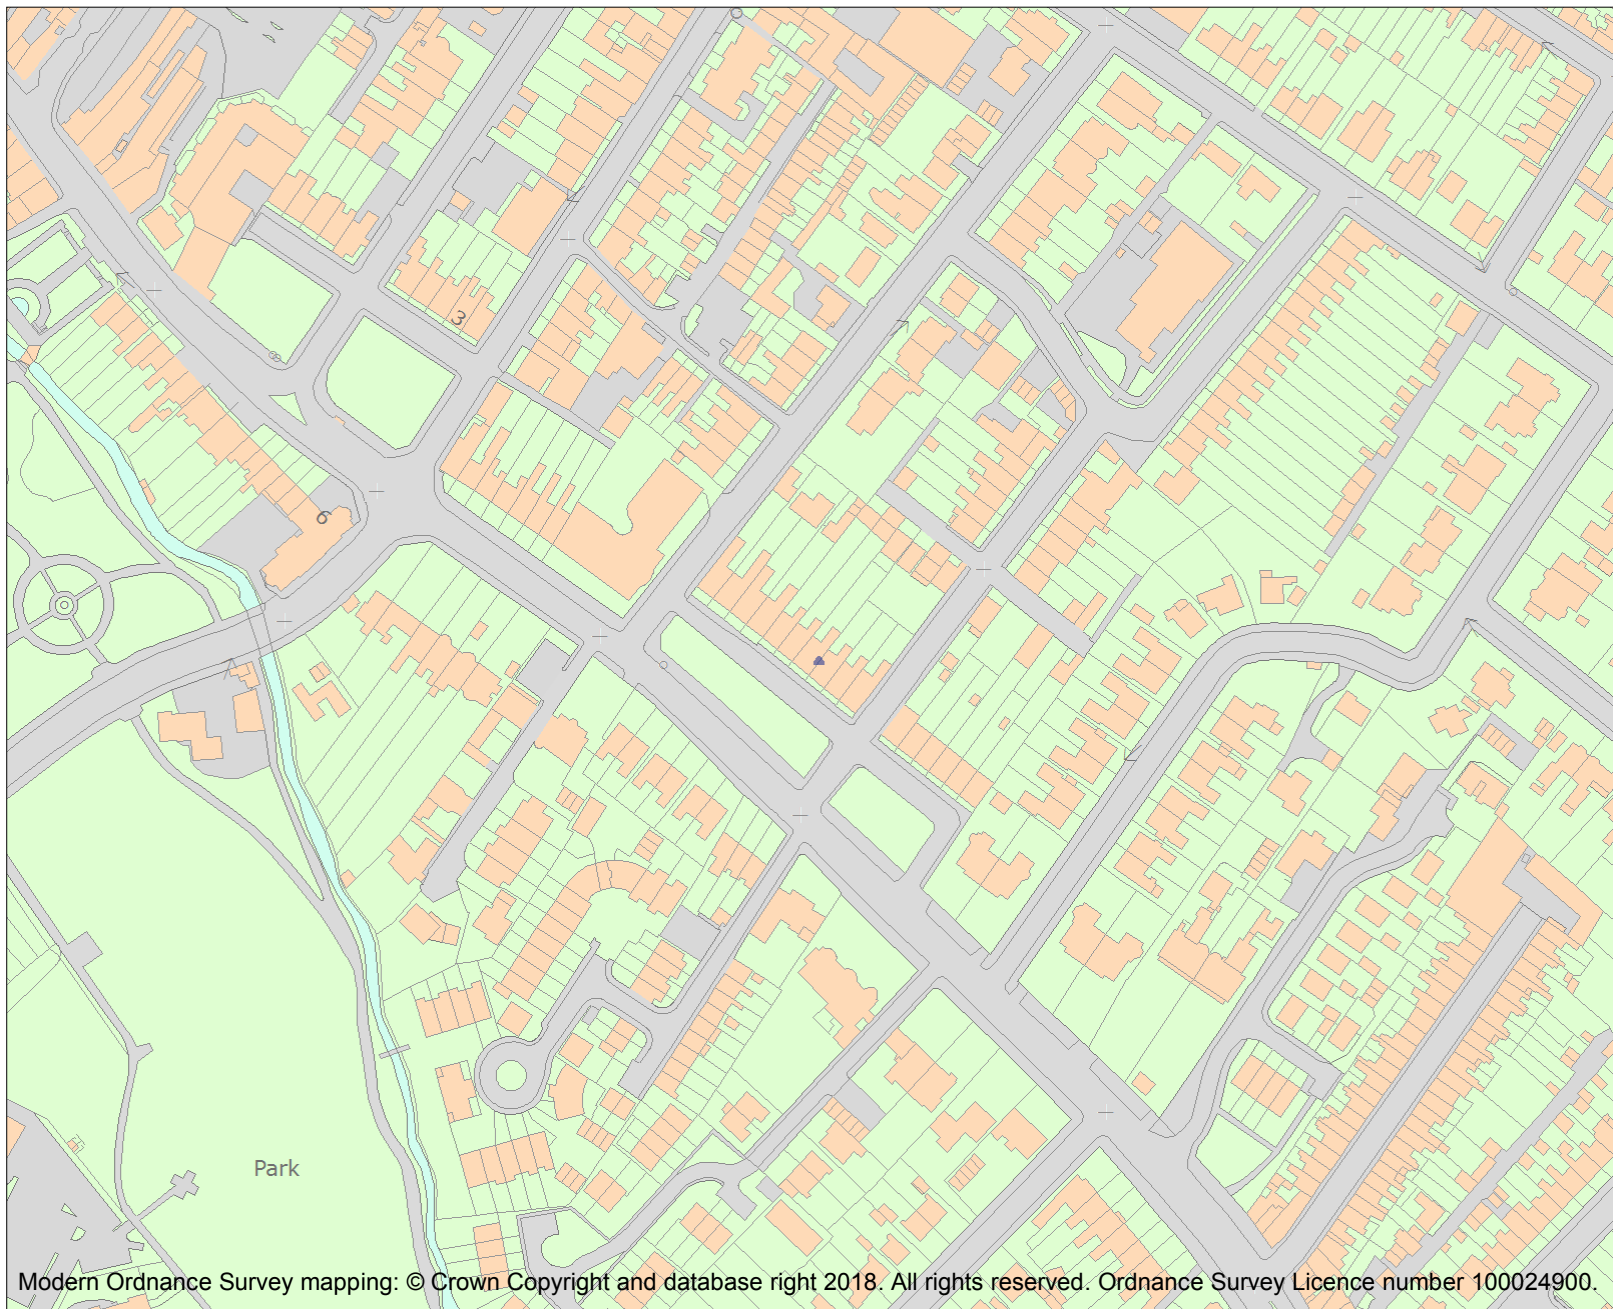 3
6
Park
Modern Ordnance Survey mapping: © Crown Copyright and database right 2018. All rights reserved. Ordnance Survey Licence number 100024900.